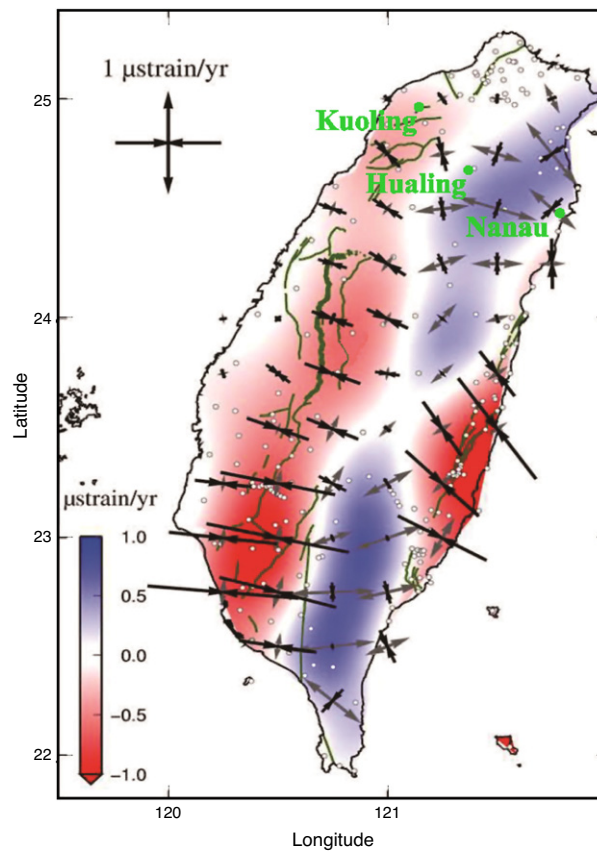 1 μstrain/yr
25
Kuoling
Hualing
Nanau
24
Latitude
23
22
μstrain/yr
1.0
0.5
0.0
−0.5
−1.0
120
121
Longitude